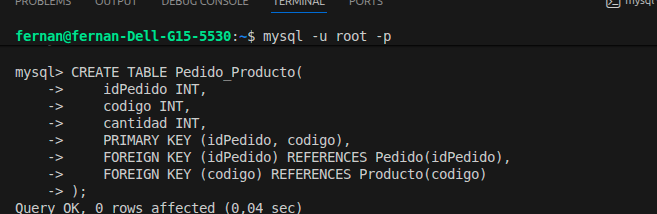 PROBLEMS OUTPUT DEBUG CONSOLE TERMINAL PORTS mysql
fernan@fernan-Dell-G15-5530:~$ mysql -u root -p
mysql> CREATE TABLE Pedido_Producto(
    ->     idPedido INT,
    ->     codigo INT,
    ->     cantidad INT,
    ->     PRIMARY KEY (idPedido, codigo),
    ->     FOREIGN KEY (idPedido) REFERENCES Pedido(idPedido),
    ->     FOREIGN KEY (codigo) REFERENCES Producto(codigo)
    -> );
Query OK, 0 rows affected (0,04 sec)